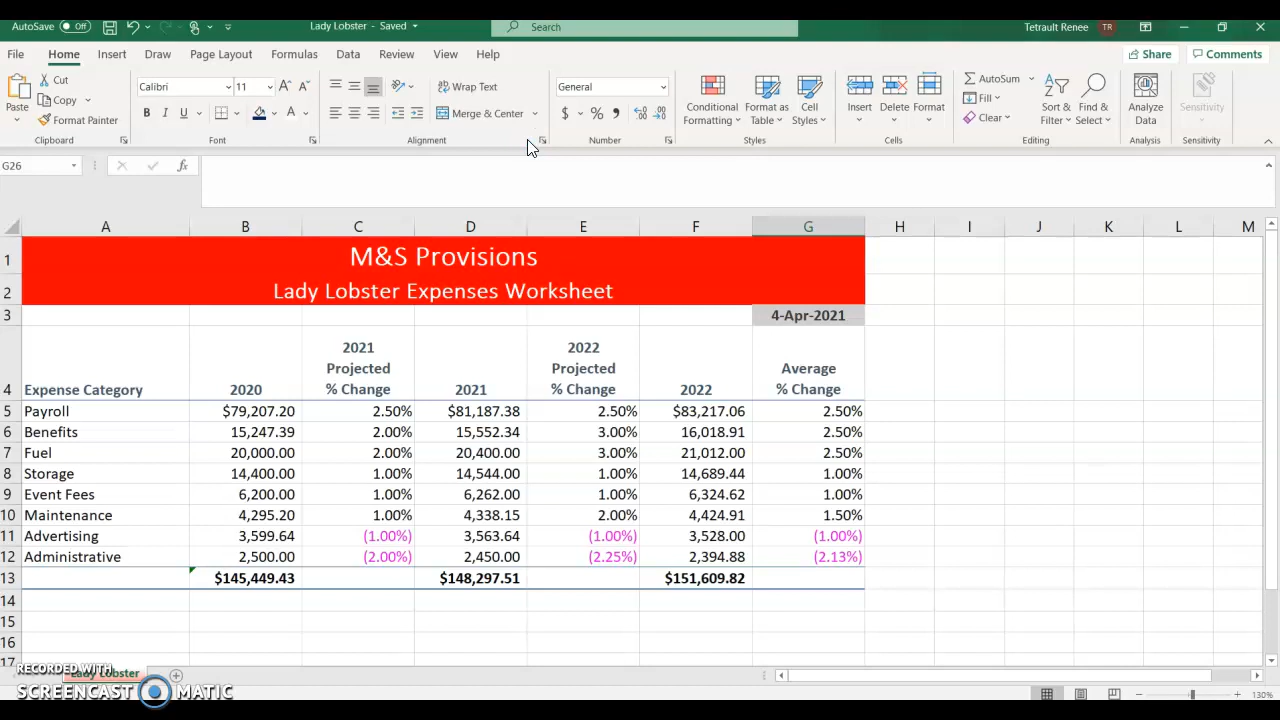 AutoSave Off Lady Lobster - Saved Search Tetrault Renee TR
File Home Insert Draw Page Layout Formulas Data Review View Help Share Comments
Paste Cut Copy Format Painter Clipboard
Calibri 11 A A B I U A Font
Wrap Text Merge & Center Alignment
General $ % , Number
Conditional Formatting Format as Table Cell Styles Styles
Insert Delete Format Cells
AutoSum Fill Clear Sort & Filter Find & Select Editing
Analyze Data Analysis
Sensitivity Sensitivity
G26 fx
A B C D E F G H I J K L M
1 M&S Provisions
2 Lady Lobster Expenses Worksheet
3 4-Apr-2021
4 Expense Category 2020 2021 Projected % Change 2021 2022 Projected % Change 2022 Average % Change
5 Payroll $79,207.20 2.50% $81,187.38 2.50% $83,217.06 2.50%
6 Benefits 15,247.39 2.00% 15,552.34 3.00% 16,018.91 2.50%
7 Fuel 20,000.00 2.00% 20,400.00 3.00% 21,012.00 2.50%
8 Storage 14,400.00 1.00% 14,544.00 1.00% 14,689.44 1.00%
9 Event Fees 6,200.00 1.00% 6,262.00 1.00% 6,324.62 1.00%
10 Maintenance 4,295.20 1.00% 4,338.15 2.00% 4,424.91 1.50%
11 Advertising 3,599.64 (1.00%) 3,563.64 (1.00%) 3,528.00 (1.00%)
12 Administrative 2,500.00 (2.00%) 2,450.00 (2.25%) 2,394.88 (2.13%)
13 $145,449.43 $148,297.51 $151,609.82
14
15
16
17
RECORDED WITH
Lady Lobster
SCREENCAST MATIC
130%